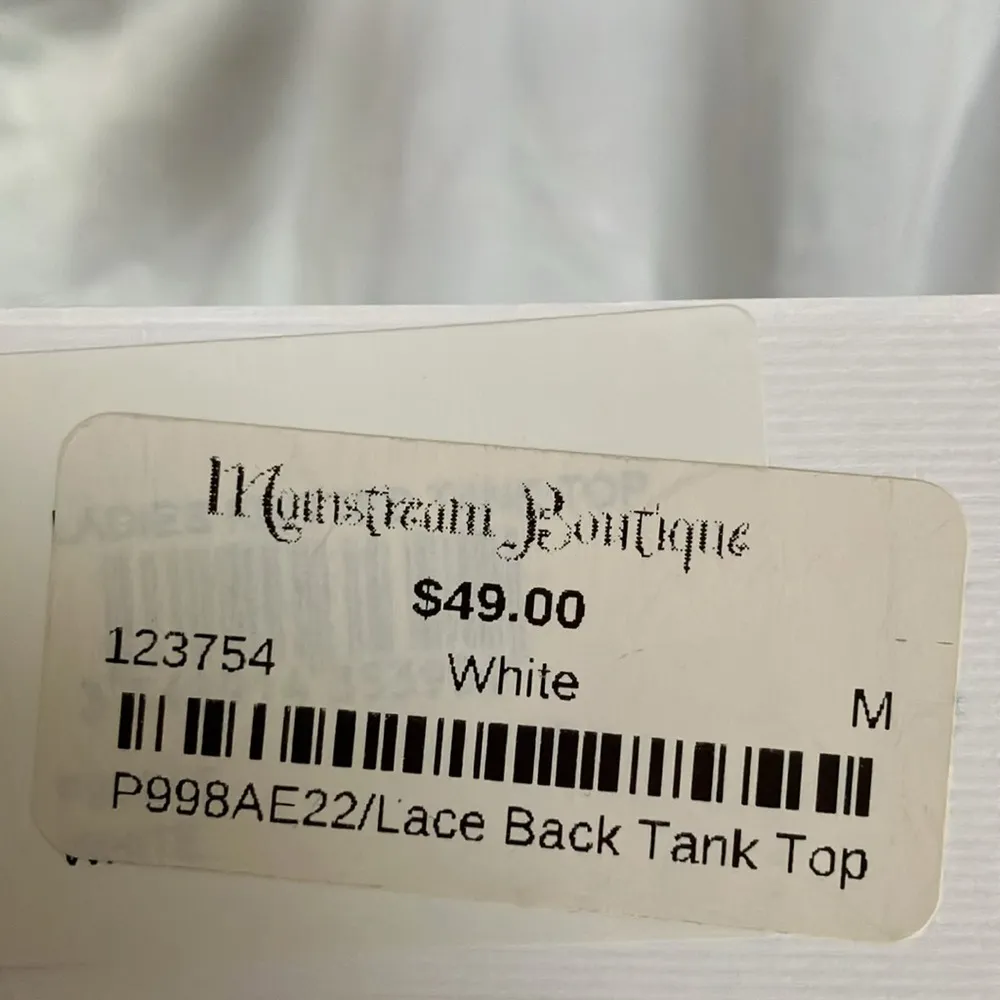 Mainstream Boutique
$49.00
123754 White M
P998AE22/Lace Back Tank Top